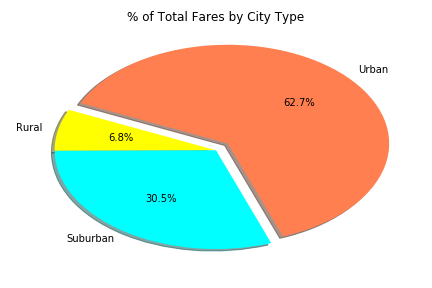 % of Total Fares by City Type
Urban
62.7%
Rural
6.8%
30.5%
Suburban